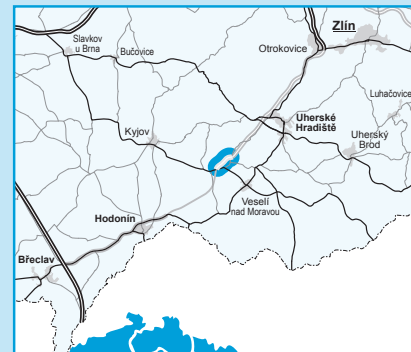 Zlín
Slavkov
u Brna
Bučovice
Otrokovice
Luhačovice
Uherské
Hradiště
Kyjov
Uherský
Brod
Veselí
nad Moravou
Hodonín
Břeclav